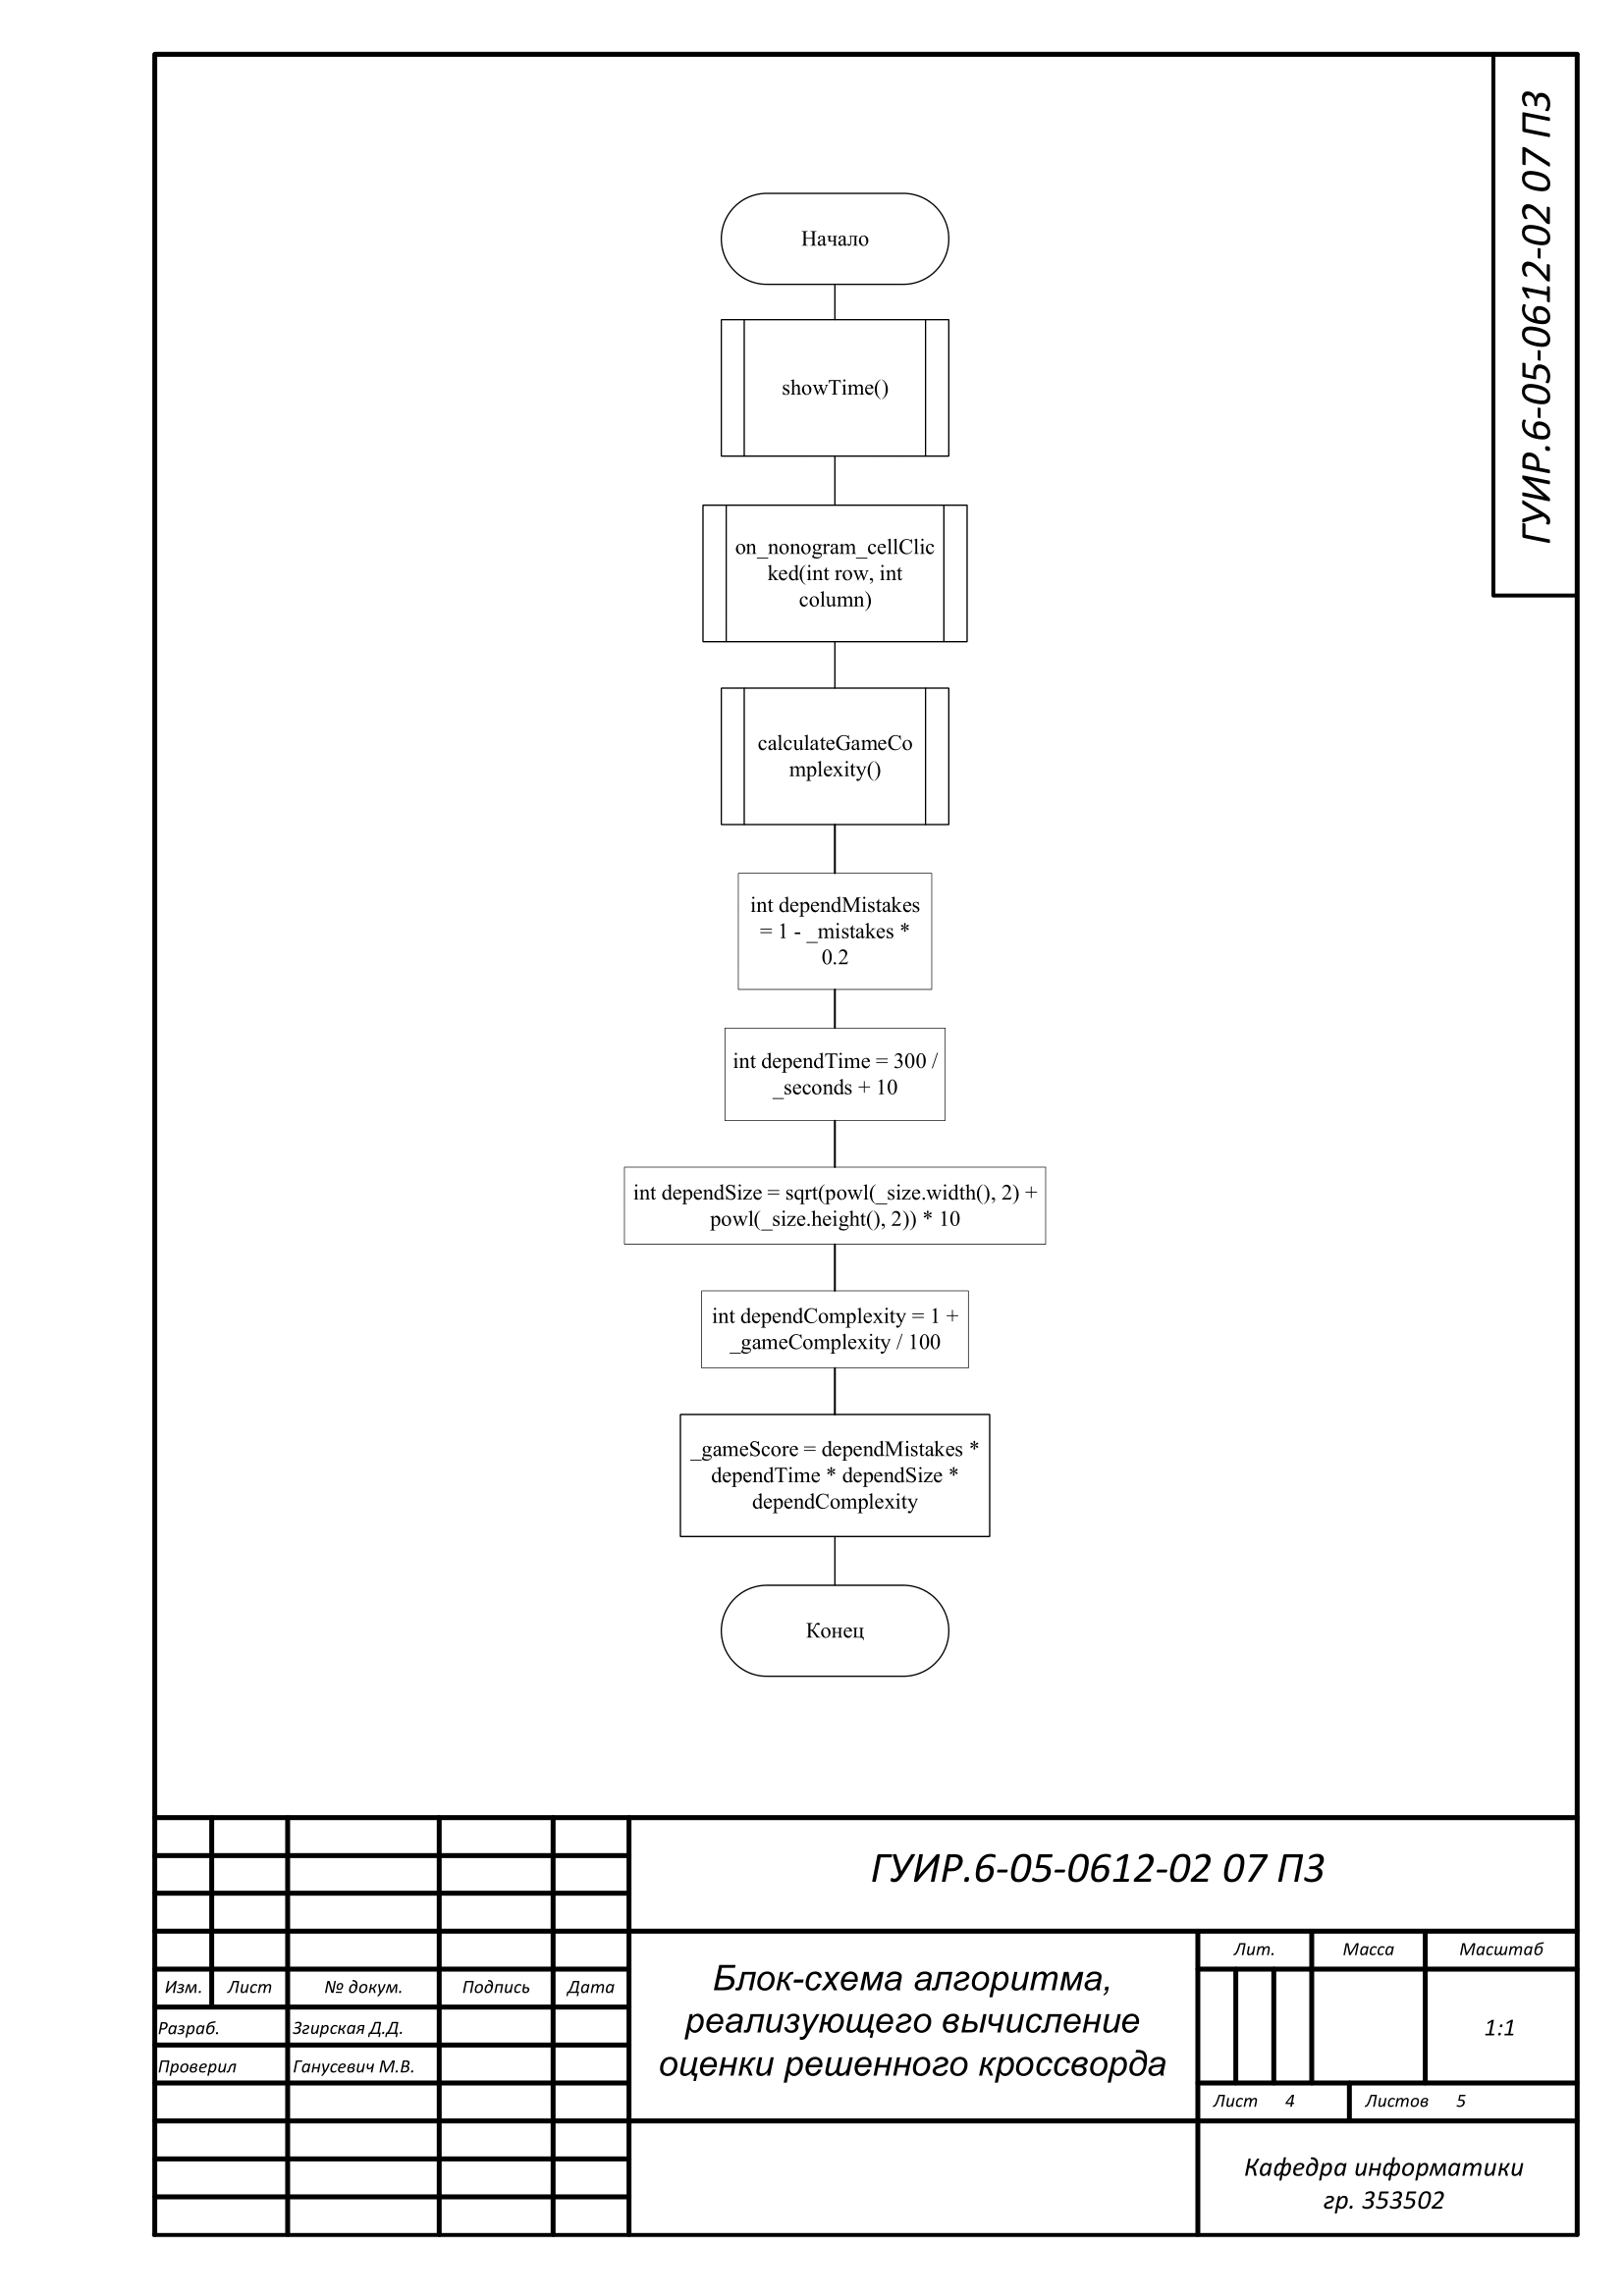 ГУИР.6-05-0612-02 07 ПЗ
Начало
showTime()
on_nonogram_cellClic
ked(int row, int
column)
calculateGameCo
mplexity()
int dependMistakes
= 1 - _mistakes *
0.2
int dependTime = 300 /
_seconds + 10
int dependSize = sqrt(powl(_size.width(), 2) +
powl(_size.height(), 2)) * 10
int dependComplexity = 1 +
_gameComplexity / 100
_gameScore = dependMistakes *
dependTime * dependSize *
dependComplexity
Конец
ГУИР.6-05-0612-02 07 ПЗ
Изм. Лист № докум. Подпись Дата
Разраб. Згирская Д.Д.
Проверил Ганусевич М.В.
Блок-схема алгоритма,
реализующего вычисление
оценки решенного кроссворда
Лит. Масса Масштаб
1:1
Лист 4 Листов 5
Кафедра информатики
гр. 353502